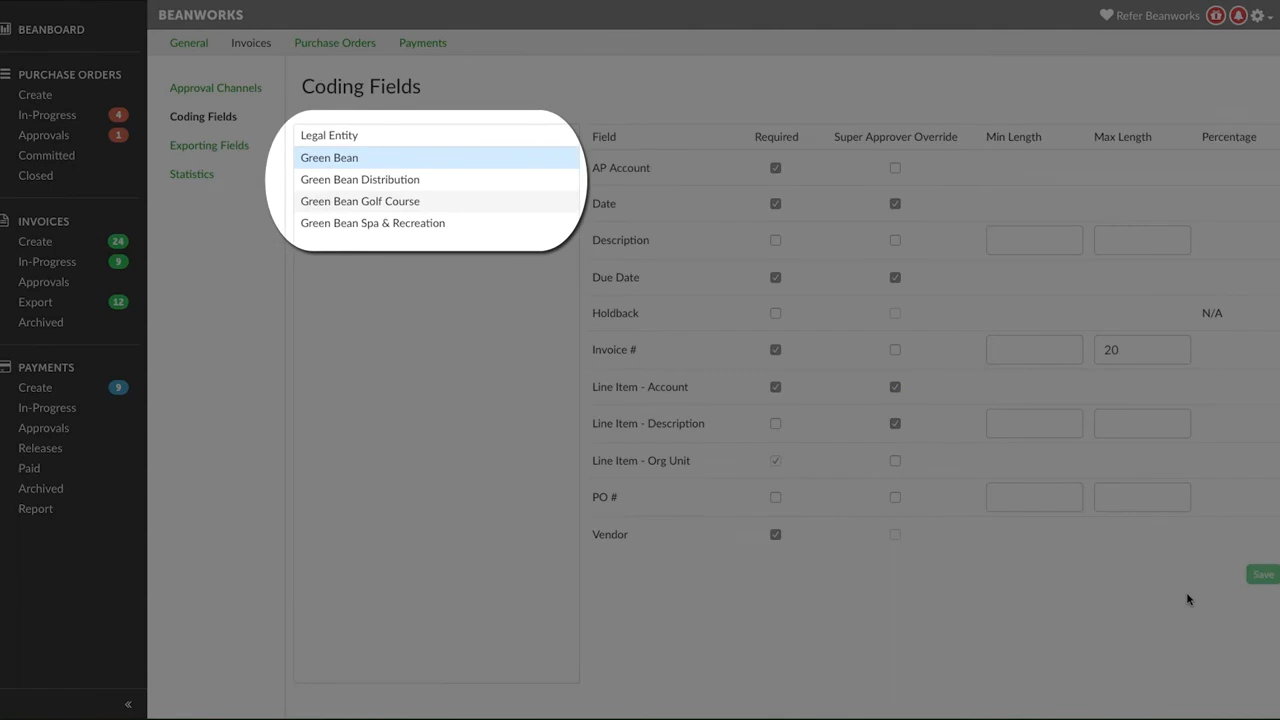 BEANWORKS
Refer Beanworks
BEANBOARD
PURCHASE ORDERS
Create
In-Progress 4
Approvals 1
Committed
Closed
INVOICES
Create 24
In-Progress 9
Approvals
Export 12
Archived
PAYMENTS
Create 9
In-Progress
Approvals
Releases
Paid
Archived
Report
«
General Invoices Purchase Orders Payments
Approval Channels
Coding Fields
Exporting Fields
Statistics
Coding Fields
Legal Entity
Green Bean
Green Bean Distribution
Green Bean Golf Course
Green Bean Spa & Recreation
Field Required Super Approver Override Min Length Max Length Percentage
AP Account
Date
Description
Due Date
Holdback N/A
Invoice # 20
Line Item - Account
Line Item - Description
Line Item - Org Unit
PO #
Vendor
Save